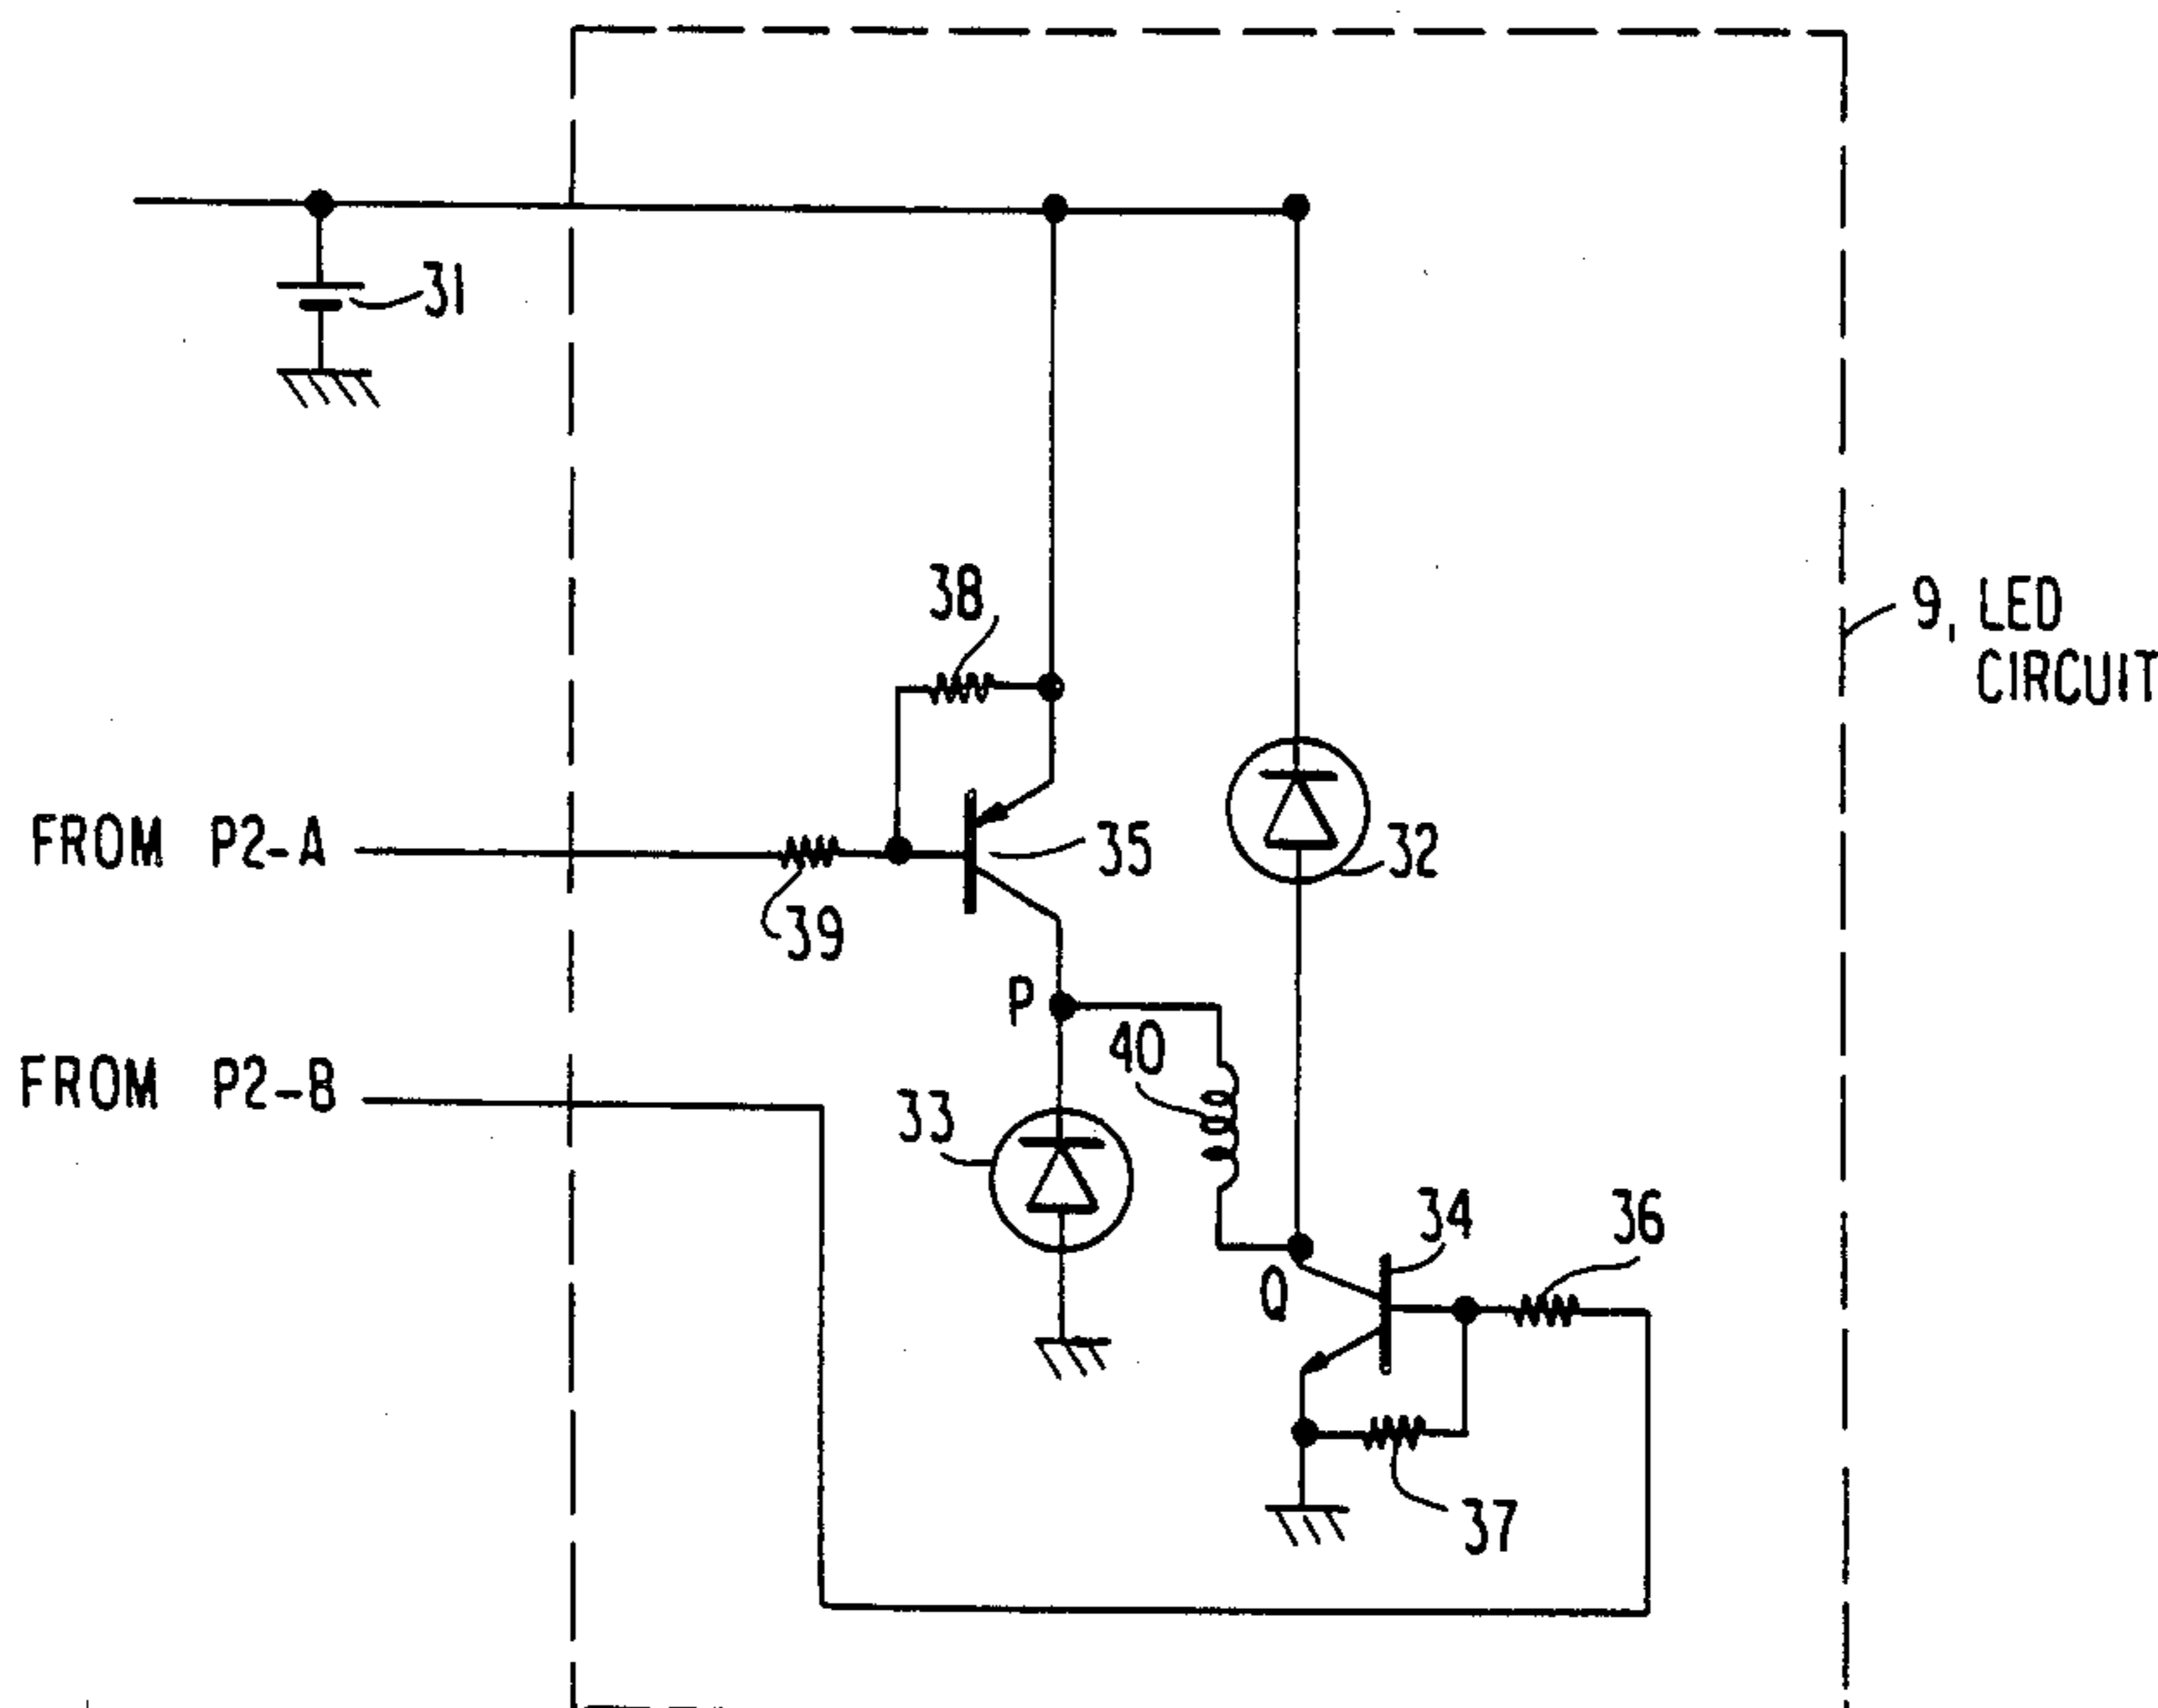 31
38
9, LED
CIRCUIT
FROM P2-A
35
32
39
P
40
FROM P2-B
33
34
36
Q
37